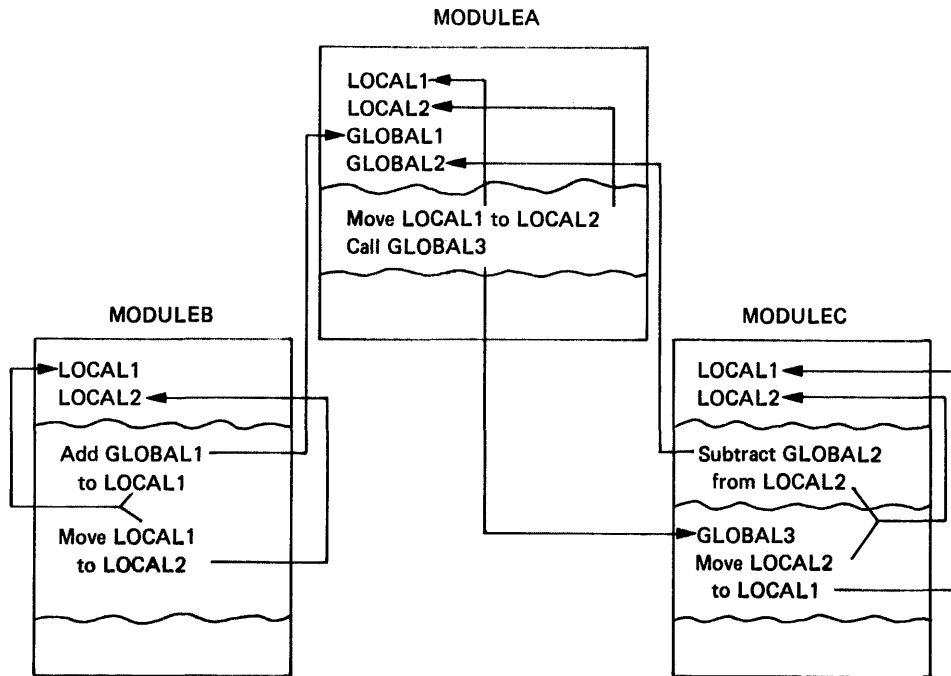 MODULEA
LOCAL1
LOCAL2
GLOBAL1
GLOBAL2
Move LOCAL1 to LOCAL2
Call GLOBAL3
MODULEB
LOCAL1
LOCAL2
Add GLOBAL1
to LOCAL1
Move LOCAL1
to LOCAL2
MODULEC
LOCAL1
LOCAL2
Subtract GLOBAL2
from LOCAL2
GLOBAL3
Move LOCAL2
to LOCAL1